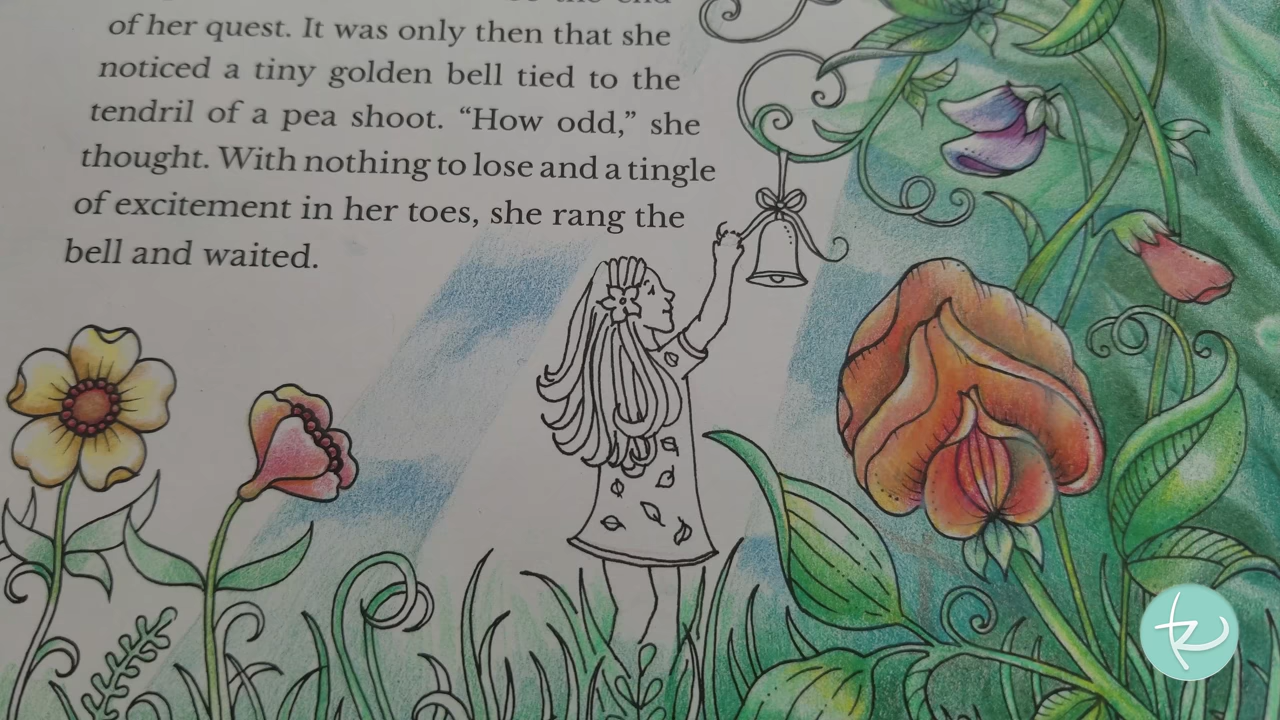 of her quest. It was only then that she
noticed a tiny golden bell tied to the
tendril of a pea shoot. “How odd,” she
thought. With nothing to lose and a tingle
of excitement in her toes, she rang the
bell and waited.